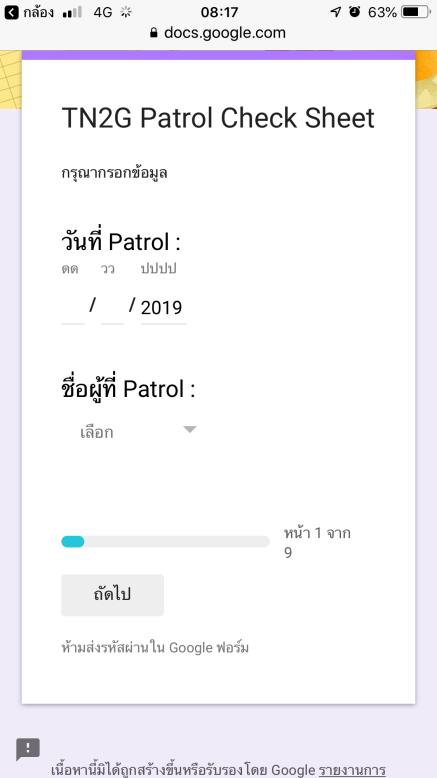 กล้อง 4G 08:17 63%
docs.google.com
TN2G Patrol Check Sheet
กรุณากรอกข้อมูล
วันที่ Patrol :
ดด วว ปปปป
/ / 2019
ชื่อผู้ที่ Patrol :
เลือก
หน้า 1 จาก
9
ถัดไป
ห้ามส่งรหัสผ่านใน Google ฟอร์ม
เนื้อหานี้มิได้ถูกสร้างขึ้นหรือรับรองโดย Google รายงานการ